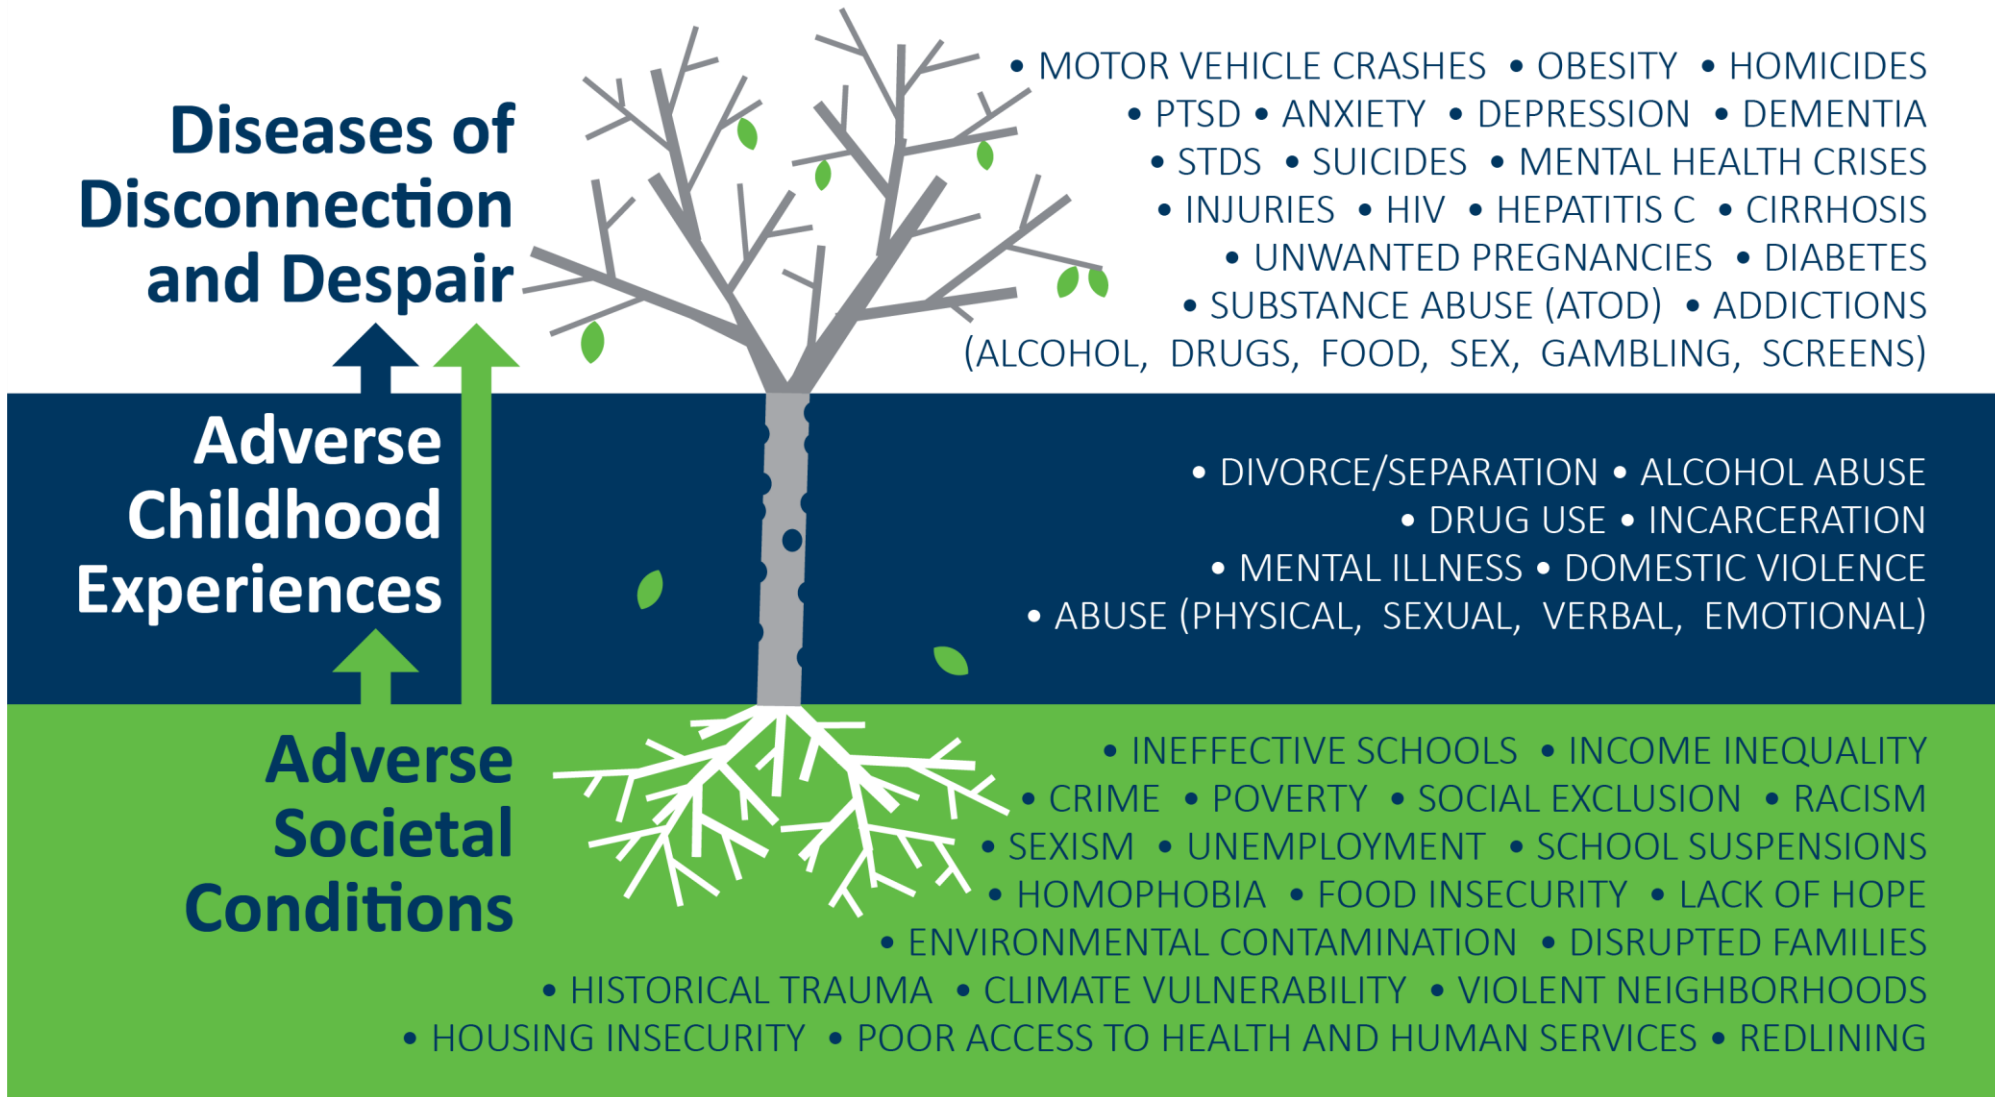 Diseases of
Disconnection
and Despair
• MOTOR VEHICLE CRASHES • OBESITY • HOMICIDES
• PTSD • ANXIETY • DEPRESSION • DEMENTIA
• STDS • SUICIDES • MENTAL HEALTH CRISES
• INJURIES • HIV • HEPATITIS C • CIRRHOSIS
• UNWANTED PREGNANCIES • DIABETES
• SUBSTANCE ABUSE (ATOD) • ADDICTIONS
(ALCOHOL, DRUGS, FOOD, SEX, GAMBLING, SCREENS)
Adverse
Childhood
Experiences
• DIVORCE/SEPARATION • ALCOHOL ABUSE
• DRUG USE • INCARCERATION
• MENTAL ILLNESS • DOMESTIC VIOLENCE
• ABUSE (PHYSICAL, SEXUAL, VERBAL, EMOTIONAL)
Adverse
Societal
Conditions
• INEFFECTIVE SCHOOLS • INCOME INEQUALITY
• CRIME • POVERTY • SOCIAL EXCLUSION • RACISM
• SEXISM • UNEMPLOYMENT • SCHOOL SUSPENSIONS
• HOMOPHOBIA • FOOD INSECURITY • LACK OF HOPE
• ENVIRONMENTAL CONTAMINATION • DISRUPTED FAMILIES
• HISTORICAL TRAUMA • CLIMATE VULNERABILITY • VIOLENT NEIGHBORHOODS
• HOUSING INSECURITY • POOR ACCESS TO HEALTH AND HUMAN SERVICES • REDLINING